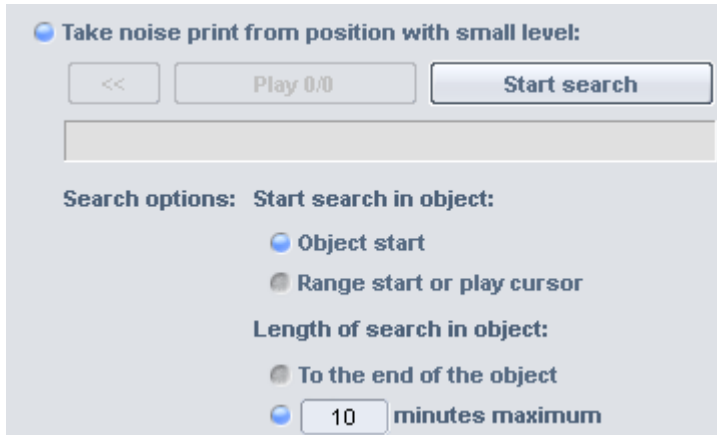 Take noise print from position with small level:
<< Play 0/0 Start search
Search options: Start search in object:
Object start
Range start or play cursor
Length of search in object:
To the end of the object
10 minutes maximum